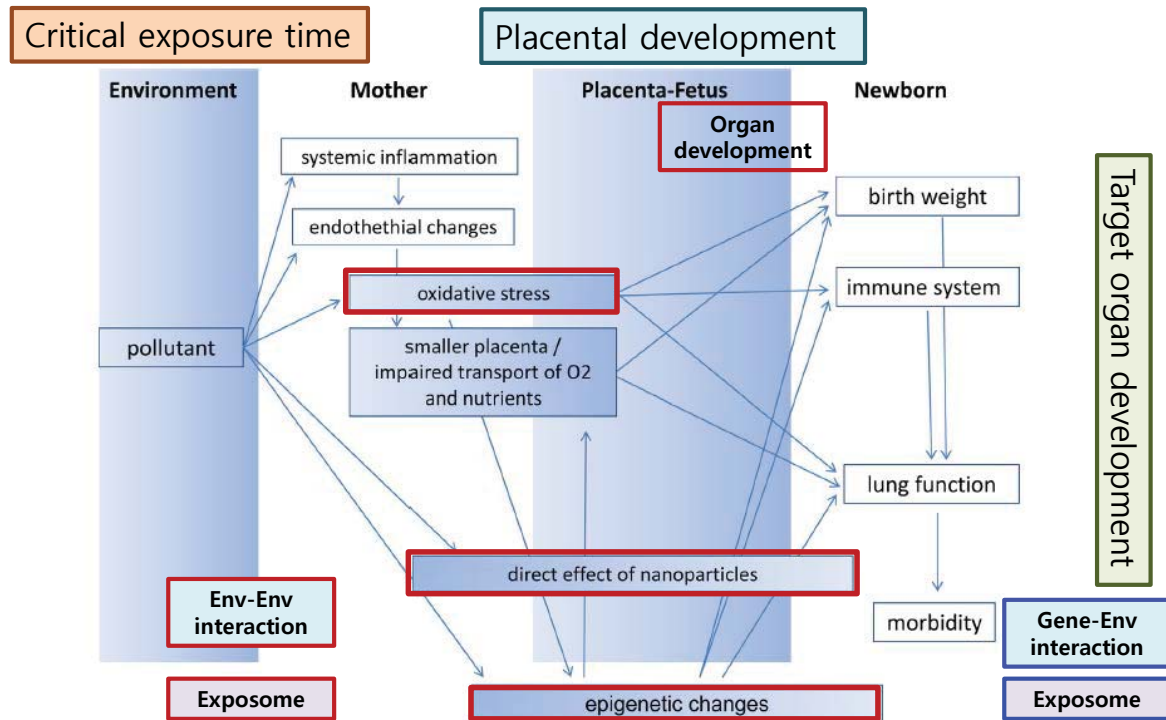 Critical exposure time
Placental development
Environment
Mother
Placenta-Fetus
Newborn
Organ
development
systemic inflammation
birth weight
endothethial changes
oxidative stress
immune system
pollutant
smaller placenta /
impaired transport of O2
and nutrients
Target organ development
lung function
direct effect of nanoparticles
Env-Env
interaction
morbidity
Gene-Env
interaction
Exposome
epigenetic changes
Exposome